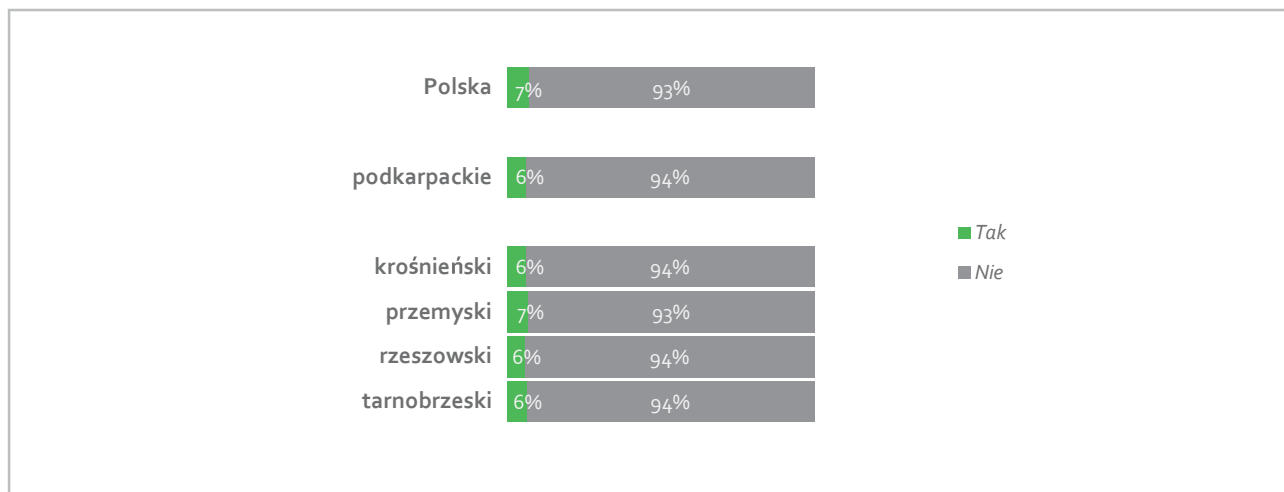 Polska 7% 93%
podkarpackie 6% 94%
Tak
Nie
krośnieński 6% 94%
przemyski 7% 93%
rzeszowski 6% 94%
tarnobrzeski 6% 94%